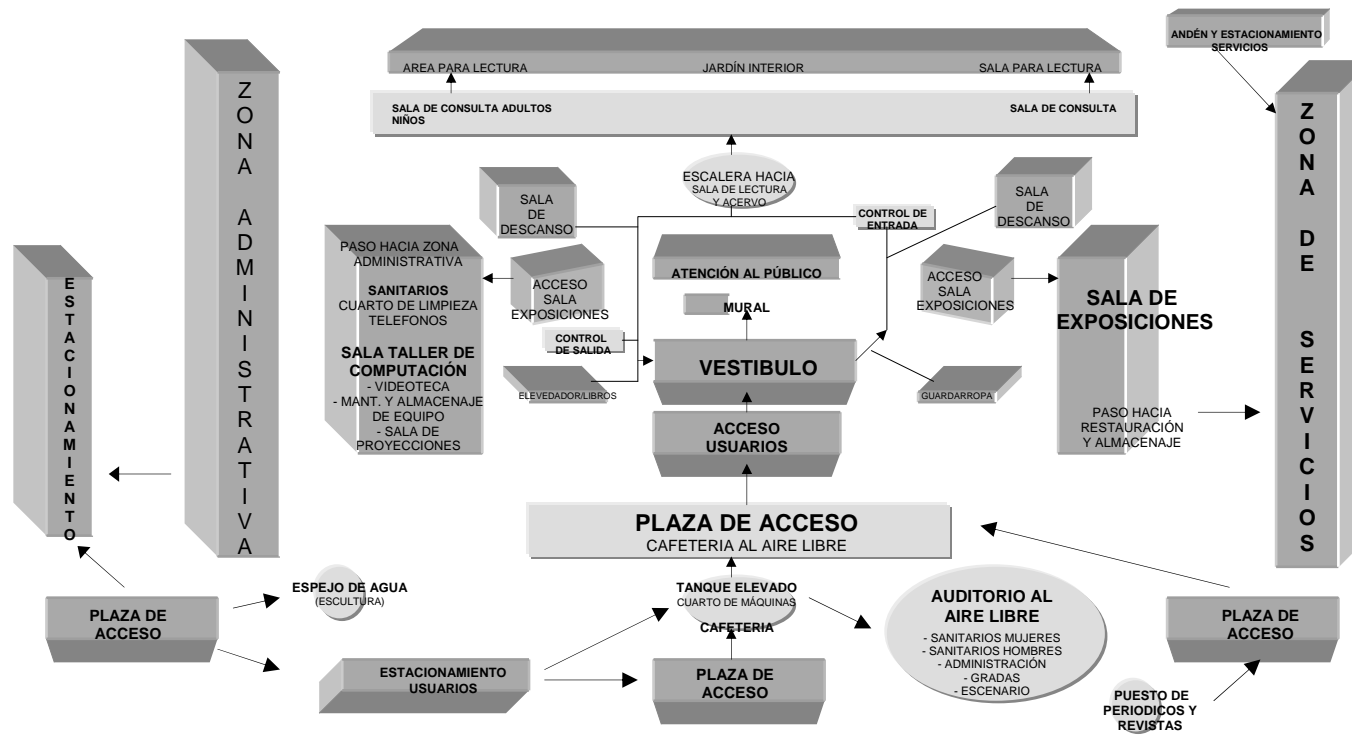 ANDÉN Y ESTACIONAMIENTO
SERVICIOS
AREA PARA LECTURA
JARDÍN INTERIOR
SALA PARA LECTURA
SALA DE CONSULTA ADULTOS
NIÑOS
SALA DE CONSULTA
ZONA ADMINISTRATIVA
ZONA DE SERVICIOS
ESTACIONAMIENTO
ESCALERA HACIA
SALA DE LECTURA
Y ACERVO
SALA
DE
DESCANSO
CONTROL DE
ENTRADA
SALA
DE
DESCANSO
PASO HACIA ZONA
ADMINISTRATIVA
SANITARIOS
CUARTO DE LIMPIEZA
TELEFONOS
SALA TALLER DE
COMPUTACIÓN
- VIDEOTECA
- MANT. Y ALMACENAJE
DE EQUIPO
- SALA DE
PROYECCIONES
ACCESO
SALA
EXPOSICIONES
ATENCIÓN AL PÚBLICO
MURAL
ACCESO
SALA
EXPOSICIONES
SALA DE
EXPOSICIONES
PASO HACIA
RESTAURACIÓN
Y ALMACENAJE
CONTROL
DE SALIDA
VESTIBULO
ELEVEDADOR/LIBROS
GUARDARROPA
ACCESO
USUARIOS
PLAZA DE ACCESO
CAFETERIA AL AIRE LIBRE
ESPEJO DE AGUA
(ESCULTURA)
TANQUE ELEVADO
CUARTO DE MÁQUINAS
CAFETERIA
AUDITORIO AL
AIRE LIBRE
- SANITARIOS MUJERES
- SANITARIOS HOMBRES
- ADMINISTRACIÓN
- GRADAS
- ESCENARIO
PLAZA DE
ACCESO
PLAZA DE
ACCESO
ESTACIONAMIENTO
USUARIOS
PLAZA DE
ACCESO
PUESTO DE
PERIODICOS Y
REVISTAS